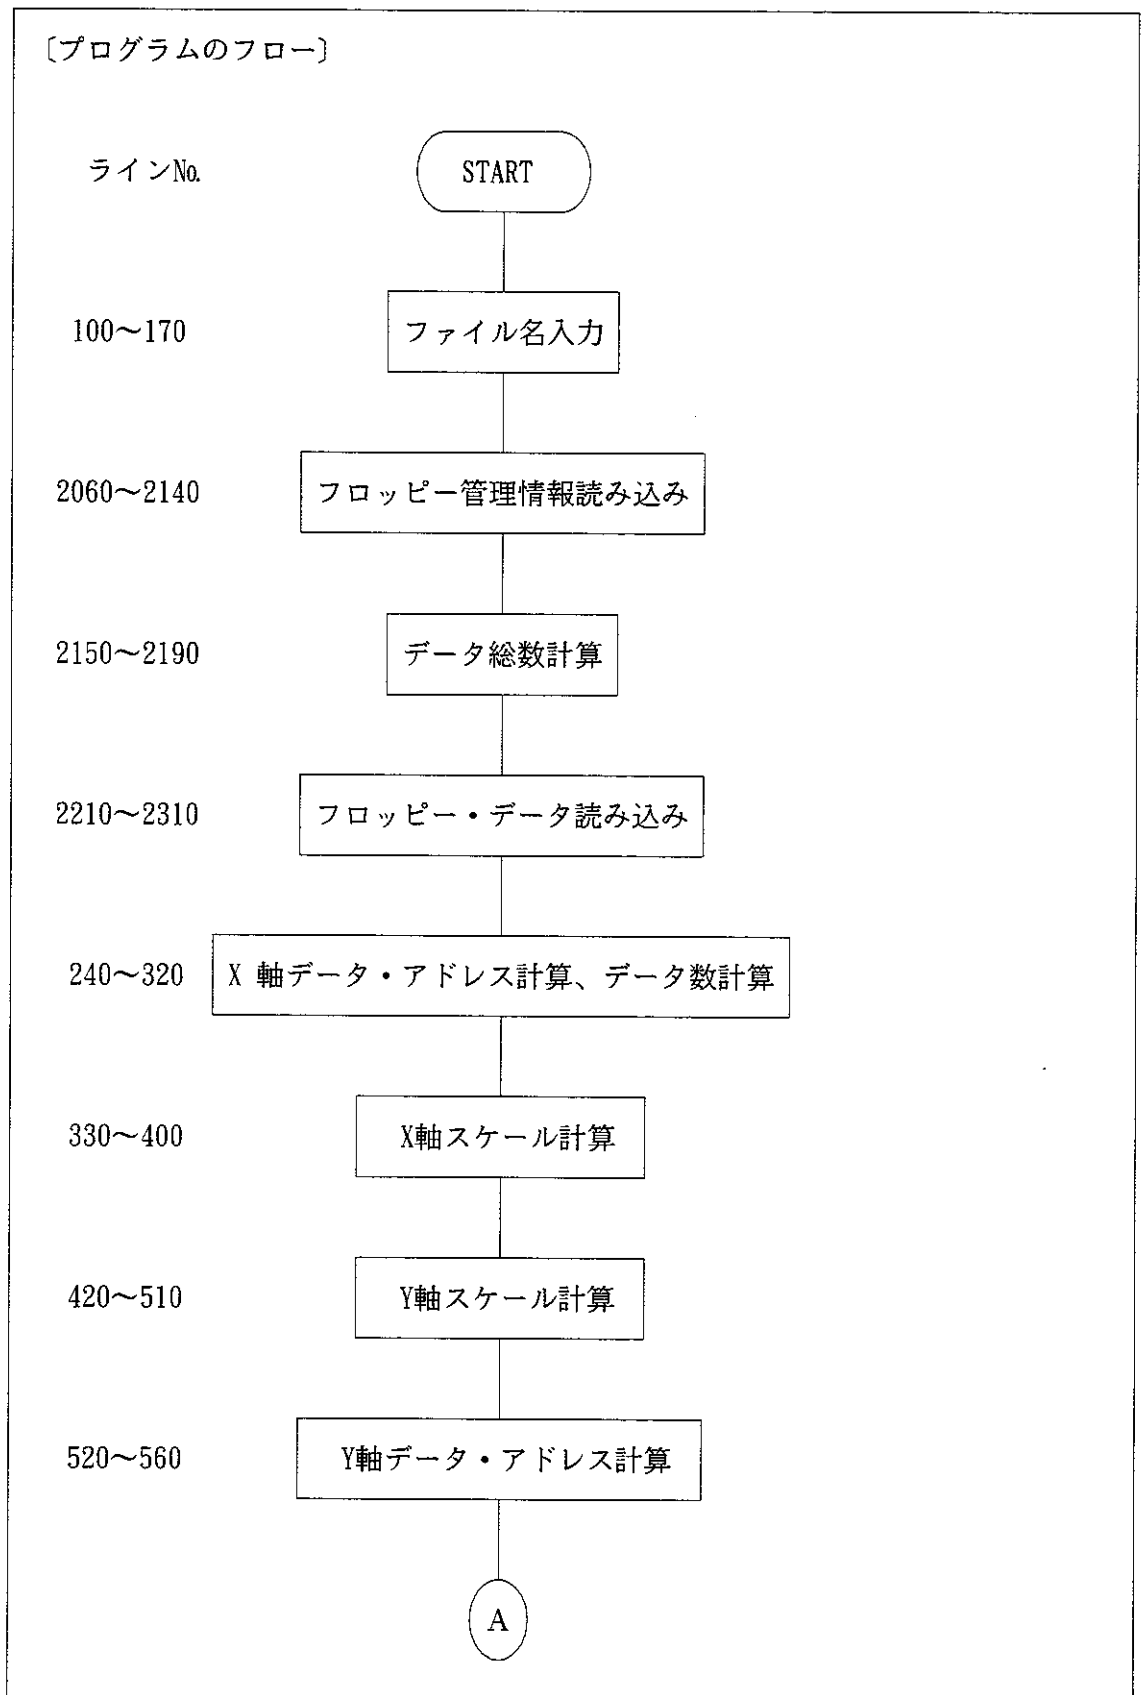 〔プログラムのフロー〕
ラインNo. START
100〜170 ファイル名入力
2060〜2140 フロッピー管理情報読み込み
2150〜2190 データ総数計算
2210〜2310 フロッピー・データ読み込み
240〜320 X 軸データ・アドレス計算、データ数計算
330〜400 X軸スケール計算
420〜510 Y軸スケール計算
520〜560 Y軸データ・アドレス計算
A